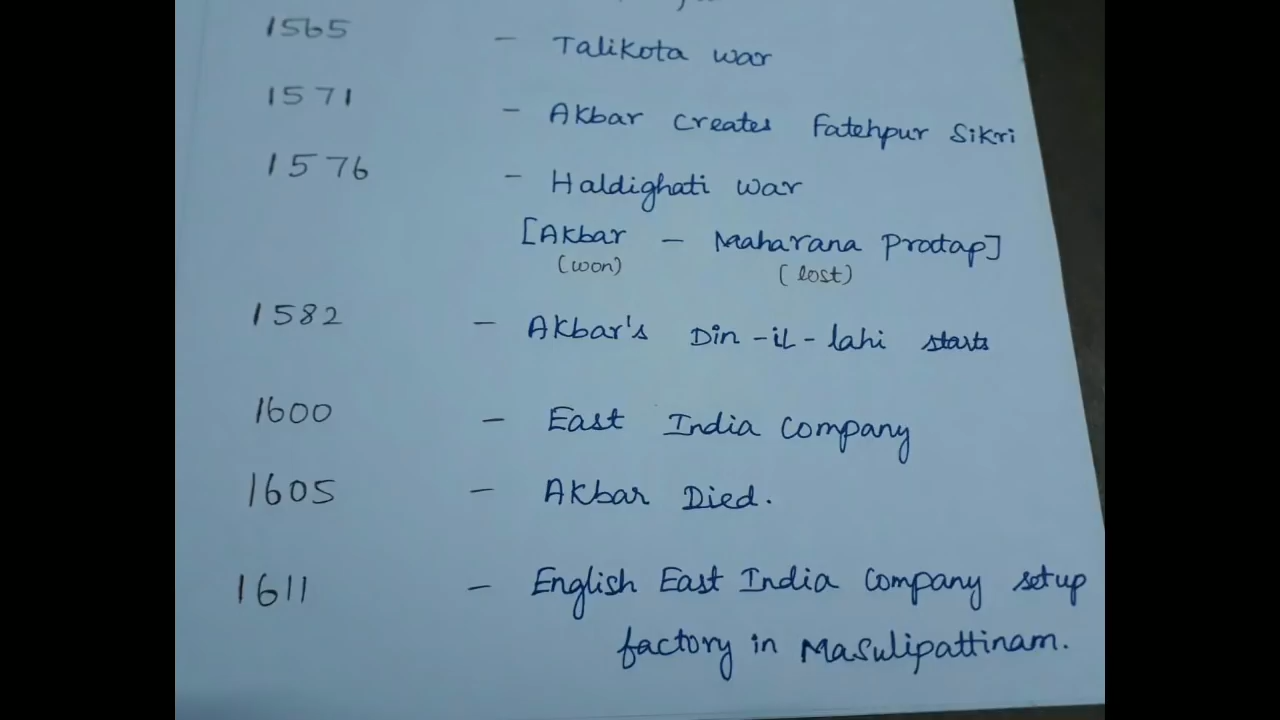 1565 - Talikota war
1571 - Akbar creates Fatehpur Sikri
1576 - Haldighati war
[Akbar - Maharana Pratap]
(won) (lost)
1582 - Akbar's Din-il-lahi starts
1600 - East India Company
1605 - Akbar Died.
1611 - English East India Company setup
factory in Masulipattinam.